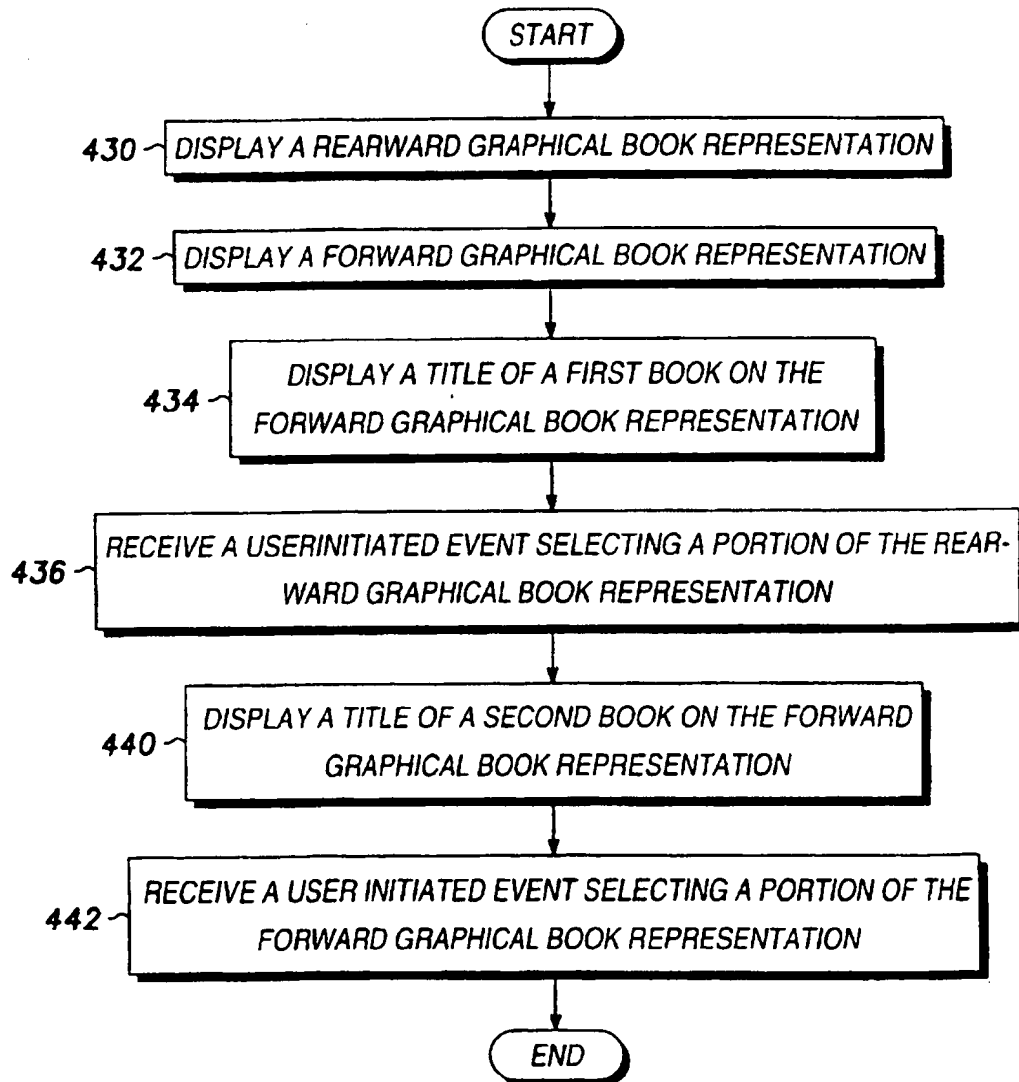 START
430 DISPLAY A REARWARD GRAPHICAL BOOK REPRESENTATION
432 DISPLAY A FORWARD GRAPHICAL BOOK REPRESENTATION
DISPLAY A TITLE OF A FIRST BOOK ON THE
434 FORWARD GRAPHICAL BOOK REPRESENTATION
RECEIVE A USERINITIATED EVENT SELECTING A PORTION OF THE REAR-
436 WARD GRAPHICAL BOOK REPRESENTATION
DISPLAY A TITLE OF A SECOND BOOK ON THE FORWARD
440 GRAPHICAL BOOK REPRESENTATION
RECEIVE A USER INITIATED EVENT SELECTING A PORTION OF THE
442 FORWARD GRAPHICAL BOOK REPRESENTATION
END